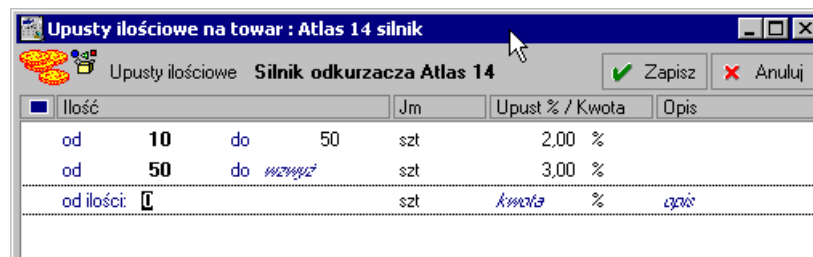 Upusty ilościowe na towar : Atlas 14 silnik
Upusty ilościowe Silnik odkurzacza Atlas 14 Zapisz Anuluj
Ilość Jm Upust % / Kwota Opis
od 10 do 50 szt 2,00 %
od 50 do wzwyż szt 3,00 %
od ilości: 0 szt kwota % opis